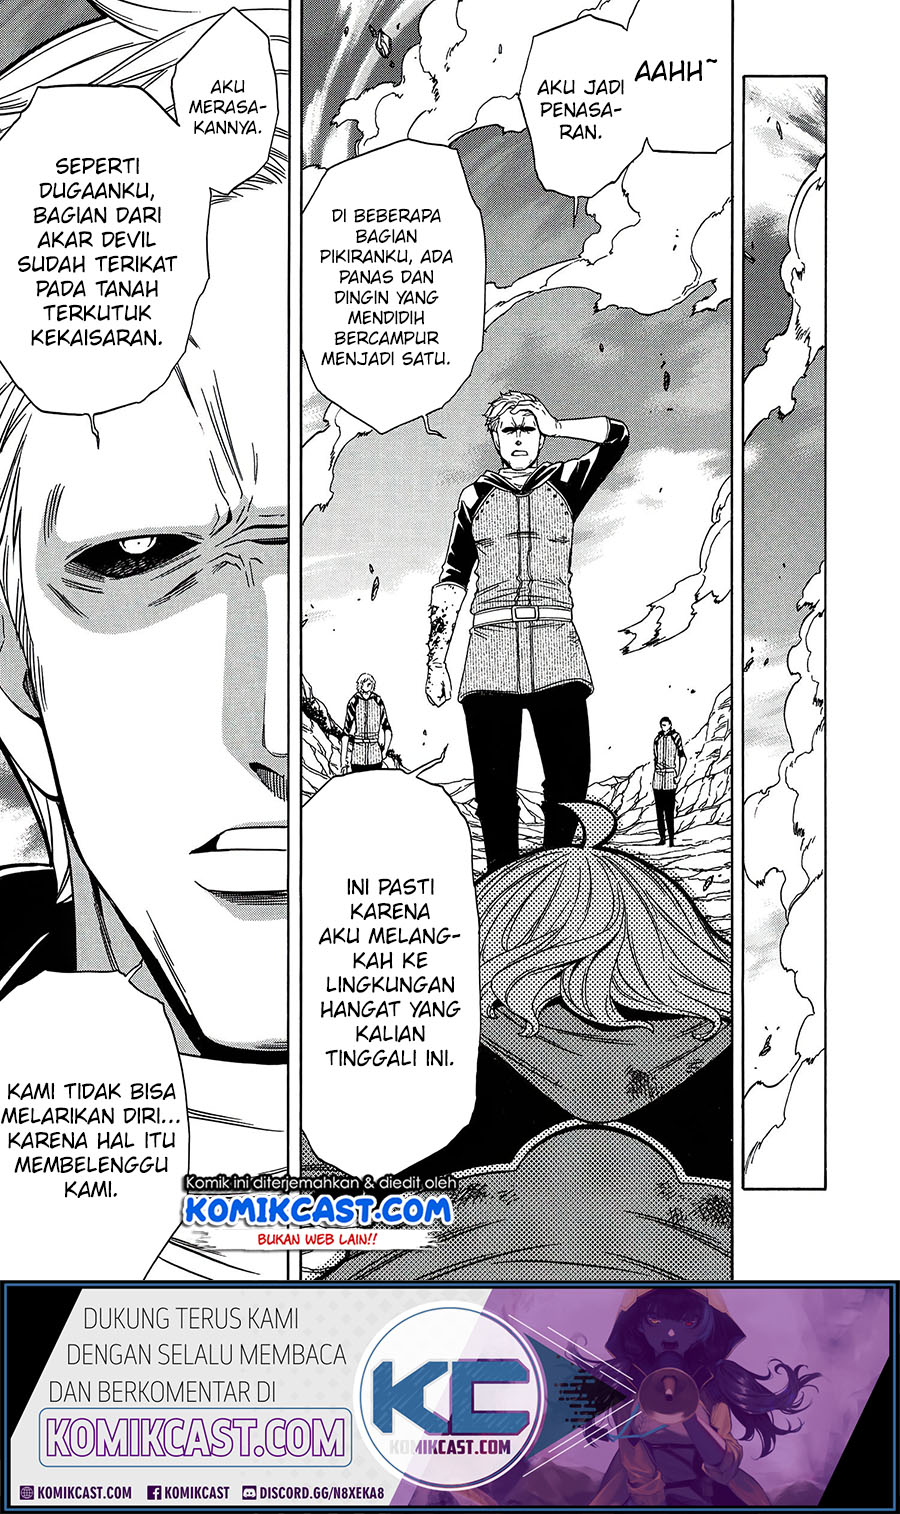 AAHH~
AKU JADI
PENASA-
RAN.
DI BEBERAPA
BAGIAN
PIKIRANKU, ADA
PANAS DAN
DINGIN YANG
MENDIDIH
BERCAMPUR
MENJADI SATU.
INI PASTI
KARENA
AKU MELANG-
KAH KE
LINGKUNGAN
HANGAT YANG
KALIAN
TINGGALI INI.
AKU
MERASA-
KANNYA.
SEPERTI
DUGAANKU,
BAGIAN DARI
AKAR DEVIL
SUDAH TERIKAT
PADA TANAH
TERKUTUK
KEKAISARAN.
KAMI TIDAK BISA
MELARIKAN DIRI...
KARENA HAL ITU
MEMBELENGGU
KAMI.
Komik ini diterjemahkan & diedit oleh
KOMIKCAST.COM
BUKAN WEB LAIN!!
DUKUNG TERUS KAMI
DENGAN SELALU MEMBACA
DAN BERKOMENTAR DI
KOMIKCAST.COM
KC
KOMIKCAST.COM
KOMIKCAST.COM KOMIKCAST DISCORD.GG/N8XEKA8